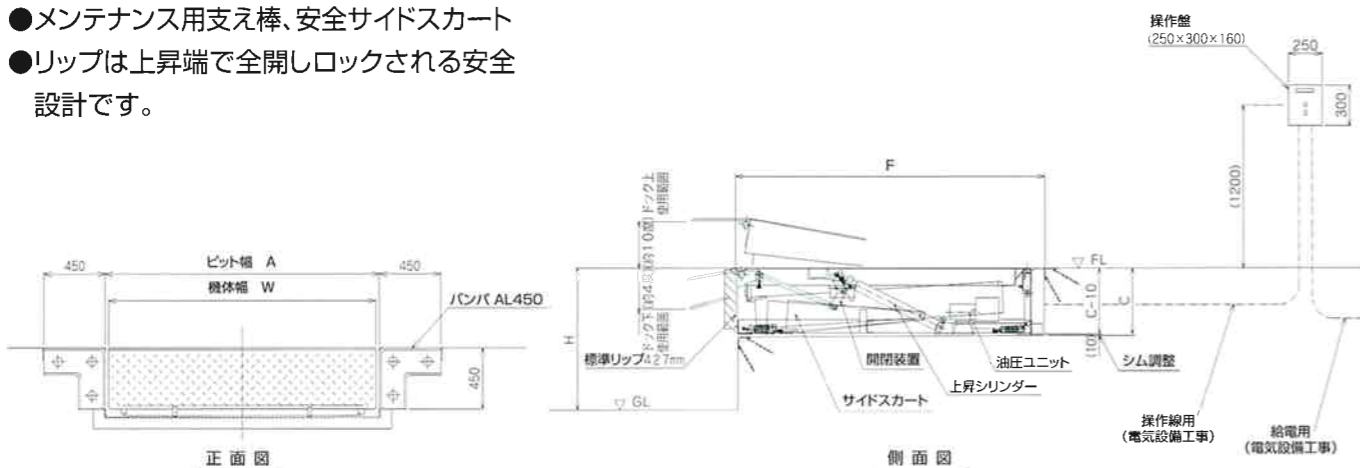 ●メンテナンス用支え棒、安全サイドスカート
●リップは上昇端で全開しロックされる安全
設計です。
操作盤
(250×300×160)
250
300
(1200)
F
ドック上
使用範囲
(約10度)
(約4度)
ドック下
使用範囲
H
FL
C-10
C
(10)
標準リップ427mm
開閉装置
油圧ユニット
シム調整
上昇シリンダー
サイドスカート
GL
操作線用
(電気設備工事)
給電用
(電気設備工事)
側面図
450
ピット幅 A
450
機体幅 W
バンパ AL450
450
正面図